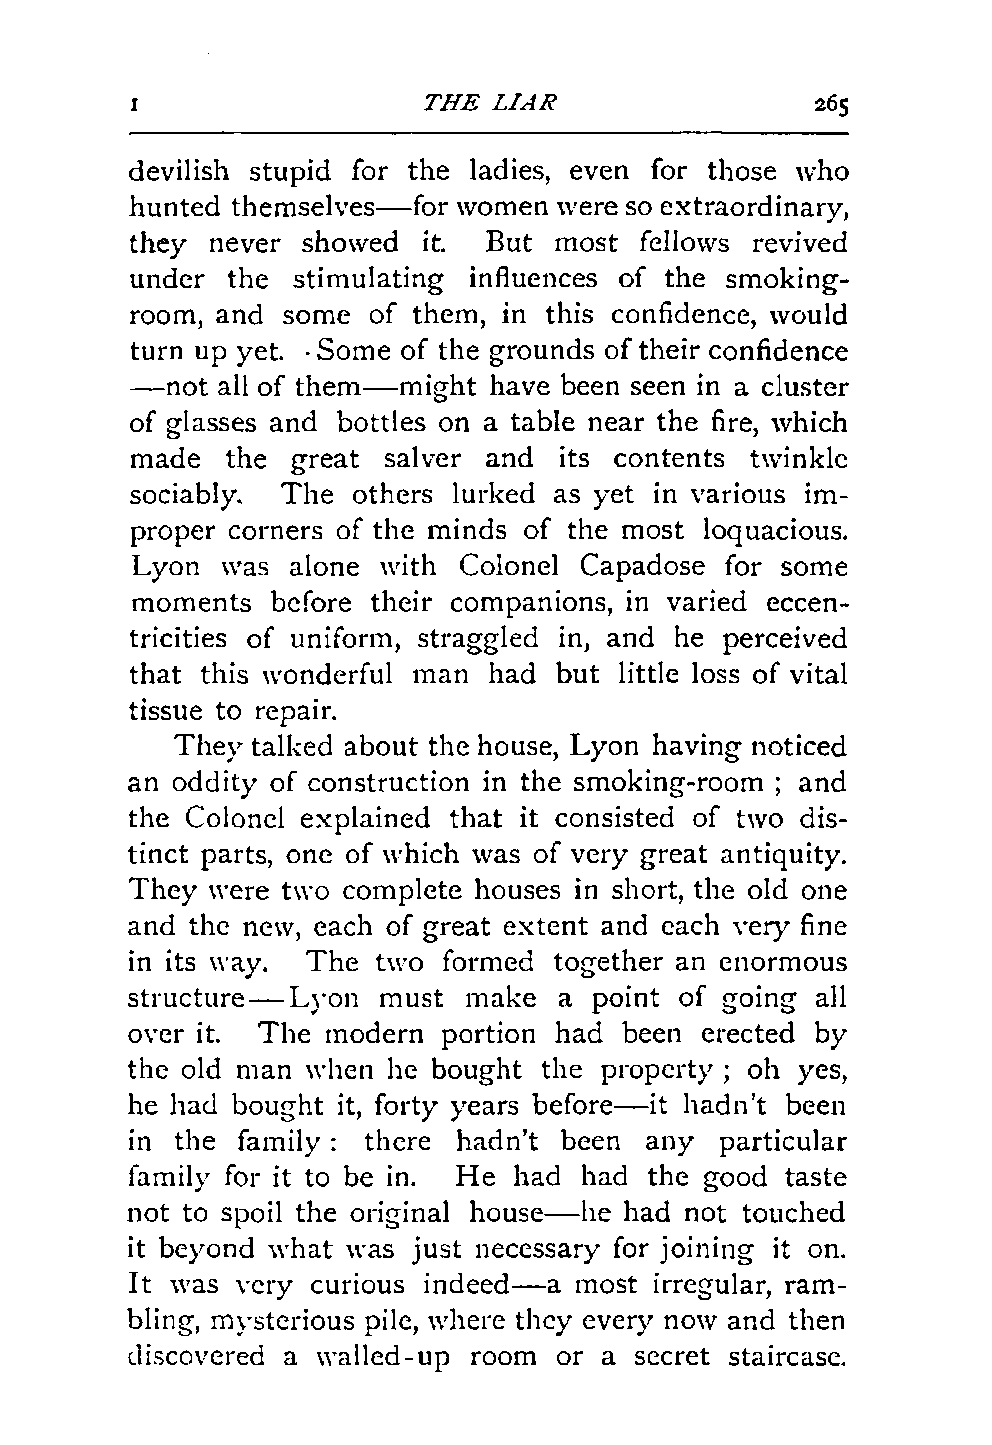 I THE LIAR 265
devilish stupid for the ladies, even for those who
hunted themselves—for women were so extraordinary,
they never showed it. But most fellows revived
under the stimulating influences of the smoking-
room, and some of them, in this confidence, would
turn up yet. Some of the grounds of their confidence
—not all of them—might have been seen in a cluster
of glasses and bottles on a table near the fire, which
made the great salver and its contents twinkle
sociably. The others lurked as yet in various im-
proper corners of the minds of the most loquacious.
Lyon was alone with Colonel Capadose for some
moments before their companions, in varied eccen-
tricities of uniform, straggled in, and he perceived
that this wonderful man had but little loss of vital
tissue to repair.
They talked about the house, Lyon having noticed
an oddity of construction in the smoking-room ; and
the Colonel explained that it consisted of two dis-
tinct parts, one of which was of very great antiquity.
They were two complete houses in short, the old one
and the new, each of great extent and each very fine
in its way. The two formed together an enormous
structure—Lyon must make a point of going all
over it. The modern portion had been erected by
the old man when he bought the property ; oh yes,
he had bought it, forty years before—it hadn't been
in the family : there hadn't been any particular
family for it to be in. He had had the good taste
not to spoil the original house—he had not touched
it beyond what was just necessary for joining it on.
It was very curious indeed—a most irregular, ram-
bling, mysterious pile, where they every now and then
discovered a walled-up room or a secret staircase.